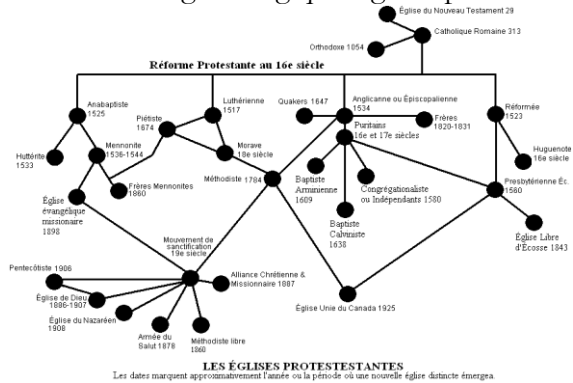 Église du Nouveau Testament 29
Catholique Romaine 313
Orthodoxe 1054
Réforme Protestante au 16e siècle
Anabaptiste
1525
Piétiste
1674
Luthérienne
1517
Quakers 1647
Anglicanne ou Épiscopalienne
1534
Frères
1820-1831
Réformée
1523
Puritains
16e et 17e siècles
Huguenote
16e siècle
Huttérite
1533
Mennonite
1536-1544
Morave
18e siècle
Frères Mennonites
1860
Méthodiste 1784
Baptiste
Arminienne
1609
Congrégationaliste
ou Indépendants 1580
Presbytérienne Éc.
1560
Église
évangélique
missionaire
1898
Baptiste
Calviniste
1638
Église Libre
d'Écosse 1843
Mouvement de
sanctification
19e siècle
Pentecôtiste 1906
Alliance Chrétienne &
Missionnaire 1887
Église de Dieu
1886-1907
Église du Nazaréen
1908
Armée du
Salut 1878
Méthodiste libre
1860
Église Unie du Canada 1925
LES ÉGLISES PROTESTESTANTES
Les dates marquent approximativement l'année ou la période où une nouvelle église distincte émergea.